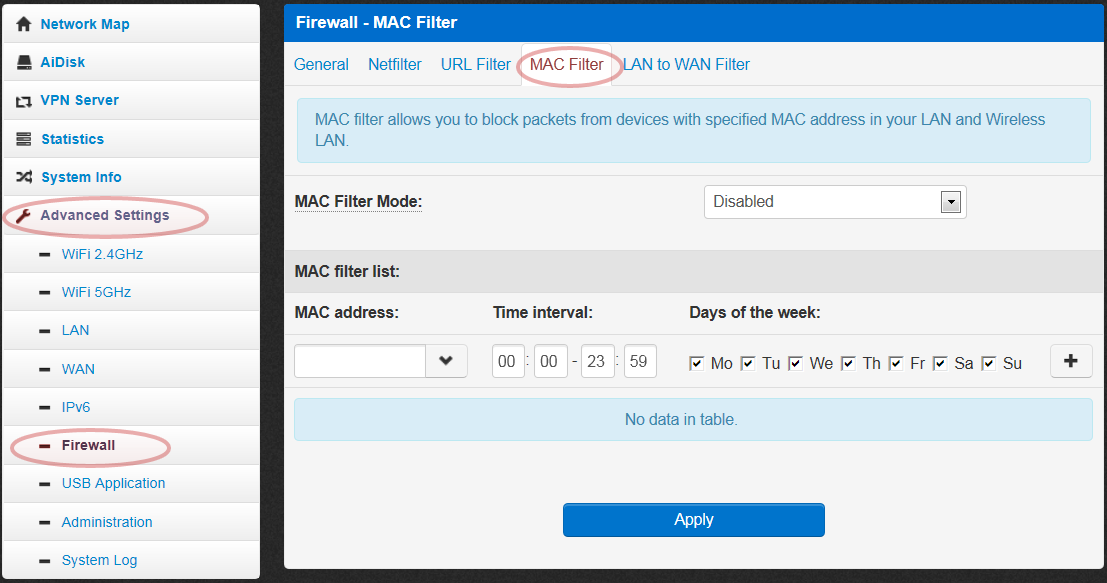 Network Map
AiDisk
VPN Server
Statistics
System Info
Advanced Settings
WiFi 2.4GHz
WiFi 5GHz
LAN
WAN
IPv6
Firewall
USB Application
Administration
System Log
Firewall - MAC Filter
General Netfilter URL Filter MAC Filter LAN to WAN Filter
MAC filter allows you to block packets from devices with specified MAC address in your LAN and Wireless
LAN.
MAC Filter Mode: Disabled
MAC filter list:
MAC address: Time interval: Days of the week:
00 : 00 - 23 : 59 Mo Tu We Th Fr Sa Su +
No data in table.
Apply